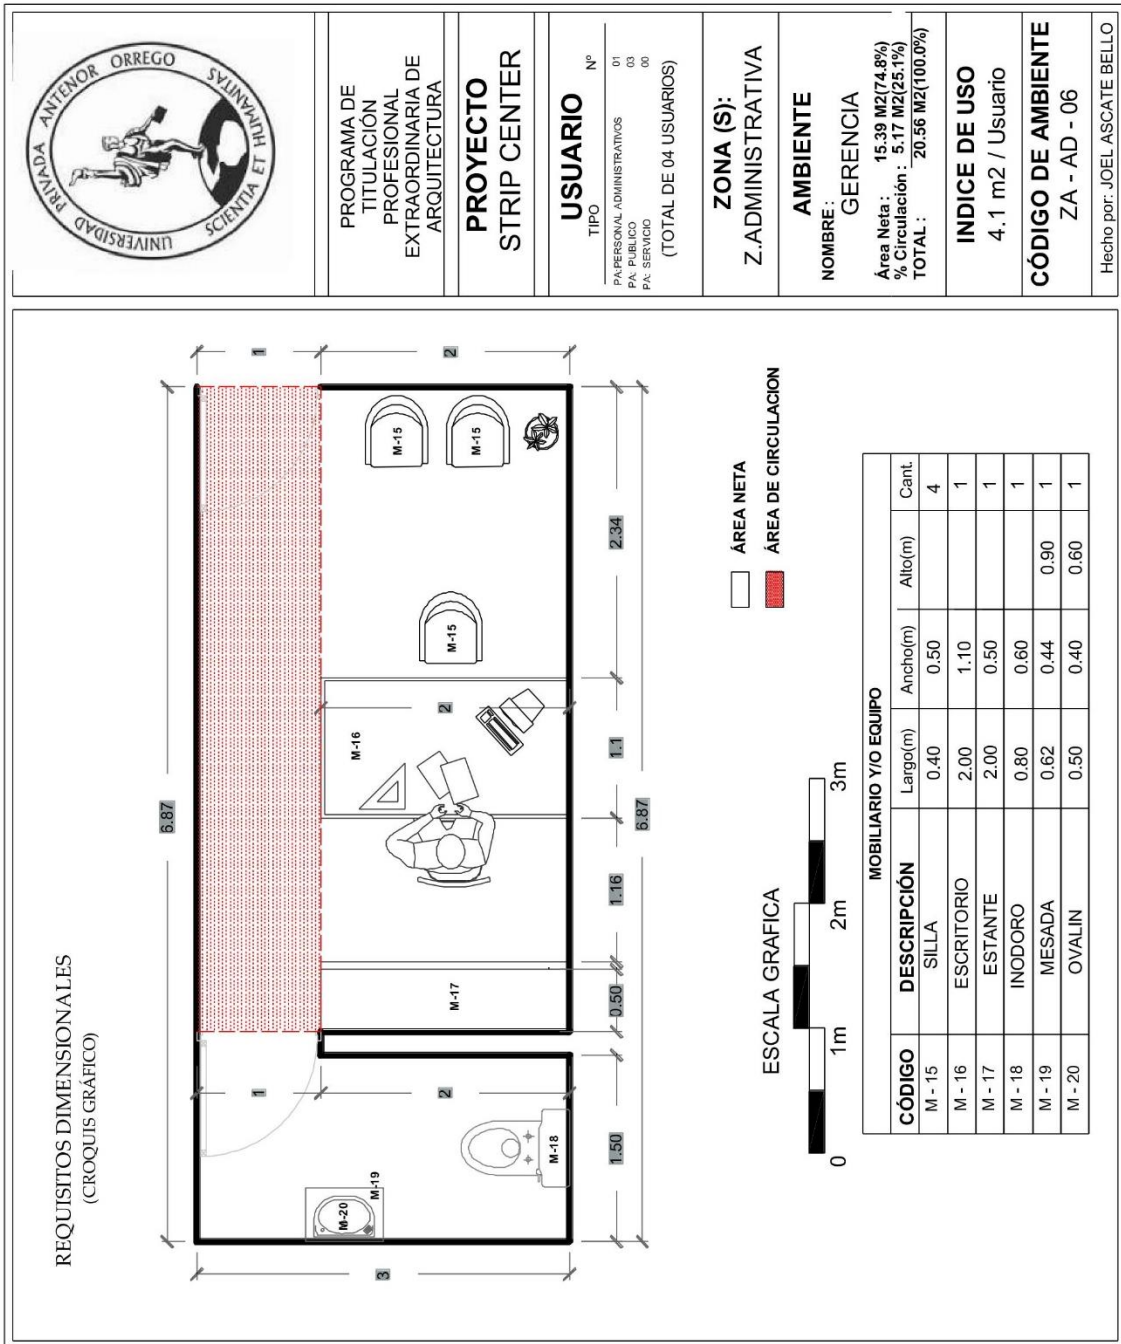 REQUISITOS DIMENSIONALES
(CROQUIS GRÁFICO)
6.87
1
2
3
1
2
2
M-20
M-19
M-18
M-17
M-16
M-15
M-15
M-15
1.50
0.50
1.16
1.1
2.34
6.87
ESCALA GRAFICA
0 1m 2m 3m
ÁREA NETA
ÁREA DE CIRCULACION
MOBILIARIO Y/O EQUIPO
CÓDIGO DESCRIPCIÓN Largo(m) Ancho(m) Alto(m) Cant.
M - 15 SILLA 0.40 0.50 4
M - 16 ESCRITORIO 2.00 1.10 1
M - 17 ESTANTE 2.00 0.50 1
M - 18 INODORO 0.80 0.60 1
M - 19 MESADA 0.62 0.44 0.90 1
M - 20 OVALIN 0.50 0.40 0.60 1
UNIVERSIDAD PRIVADA ANTENOR ORREGO
SCIENTIA ET HUMANITAS
PROGRAMA DE
TITULACIÓN
PROFESIONAL
EXTRAORDINARIA DE
ARQUITECTURA
PROYECTO
STRIP CENTER
USUARIO
TIPO Nº
PA:PERSONAL ADMINISTRATIVOS 01
PA: PUBLICO 03
PA: SERVICIO 00
(TOTAL DE 04 USUARIOS)
ZONA (S):
Z.ADMINISTRATIVA
AMBIENTE
NOMBRE :
GERENCIA
Área Neta : 15.39 M2(74.8%)
% Circulación : 5.17 M2(25.1%)
TOTAL : 20.56 M2(100.0%)
INDICE DE USO
4.1 m2 / Usuario
CÓDIGO DE AMBIENTE
ZA - AD - 06
Hecho por: JOEL ASCATE BELLO